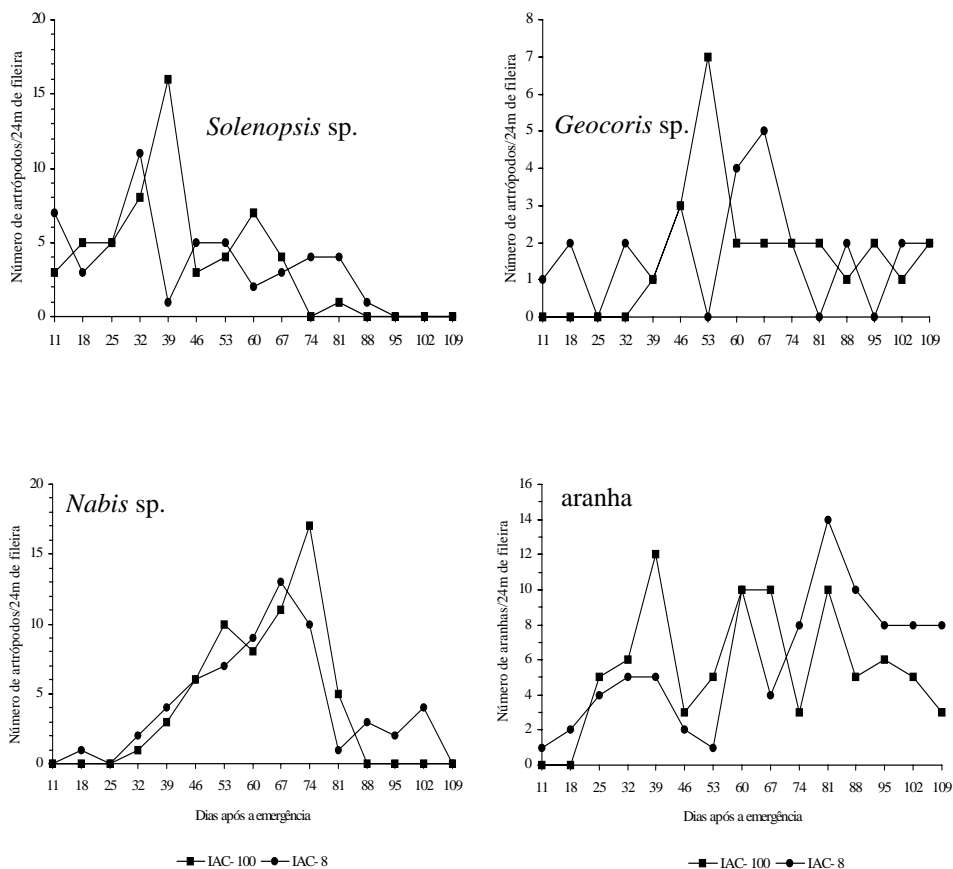 Solenopsis sp.
Número de artrópodos/24m de fileira
20
15
10
5
0
11 18 25 32 39 46 53 60 67 74 81 88 95 102 109
Geocoris sp.
Número de artrópodos/24m de fileira
8
7
6
5
4
3
2
1
0
11 18 25 32 39 46 53 60 67 74 81 88 95 102 109
Nabis sp.
Número de artrópodos/24m de fileira
20
15
10
5
0
11 18 25 32 39 46 53 60 67 74 81 88 95 102 109
Dias após a emergência
IAC- 100 IAC- 8
aranha
Número de aranhas/24m de fileira
16
14
12
10
8
6
4
2
0
11 18 25 32 39 46 53 60 67 74 81 88 95 102 109
Dias após a emergência
IAC- 100 IAC- 8